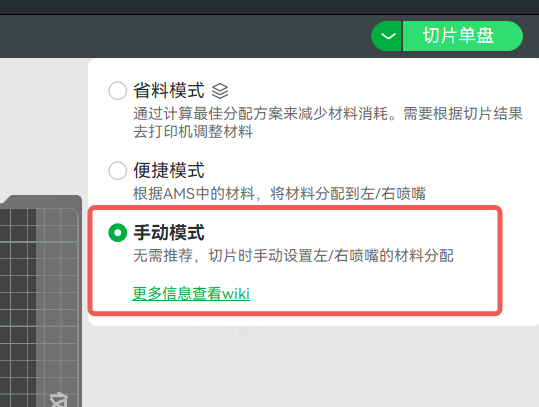 切片单盘
省料模式
通过计算最佳分配方案来减少材料消耗。需要根据切片结果
去打印机调整材料
便捷模式
根据AMS中的材料，将材料分配到左/右喷嘴
手动模式
无需推荐，切片时手动设置左/右喷嘴的材料分配
更多信息查看wiki